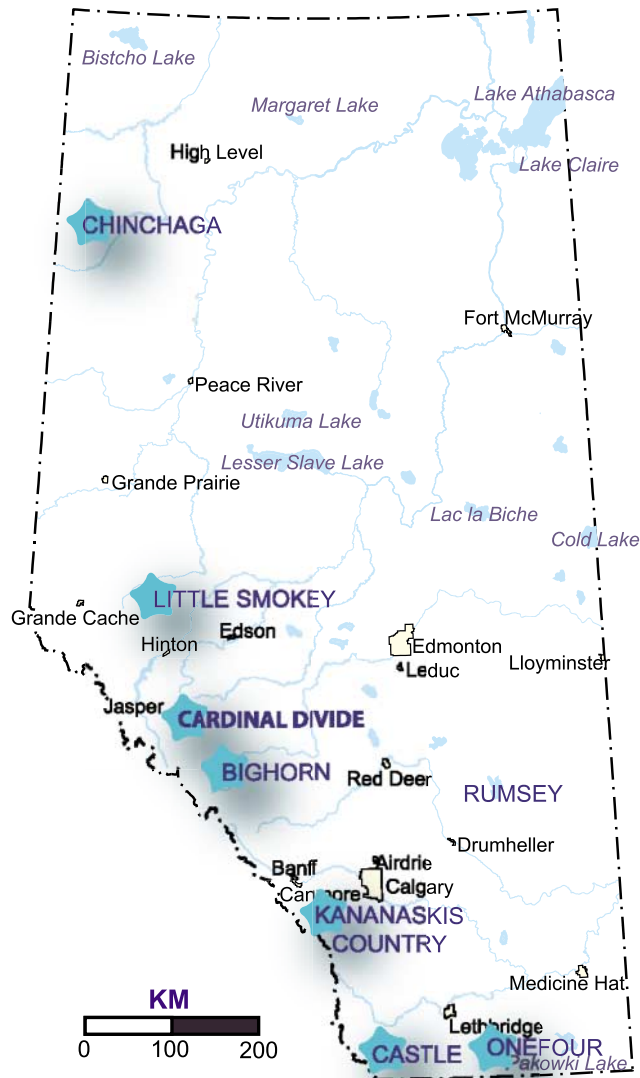 Bistcho Lake
Margaret Lake
Lake Athabasca
High Level
Lake Claire
CHINCHAGA
Fort McMurray
Peace River
Utikuma Lake
Lesser Slave Lake
Grande Prairie
Lac la Biche
Cold Lake
LITTLE SMOKEY
Grande Cache
Edson
Hinton
Edmonton
Lloyminster
Leduc
Jasper
CARDINAL DIVIDE
BIGHORN
Red Deer
RUMSEY
Drumheller
Airdrie
Banff
Calgary
Canmore
KANANASKIS
COUNTRY
Medicine Hat
KM
0 100 200
Lethbridge
CASTLE
ONEFOUR
Pakowki Lake